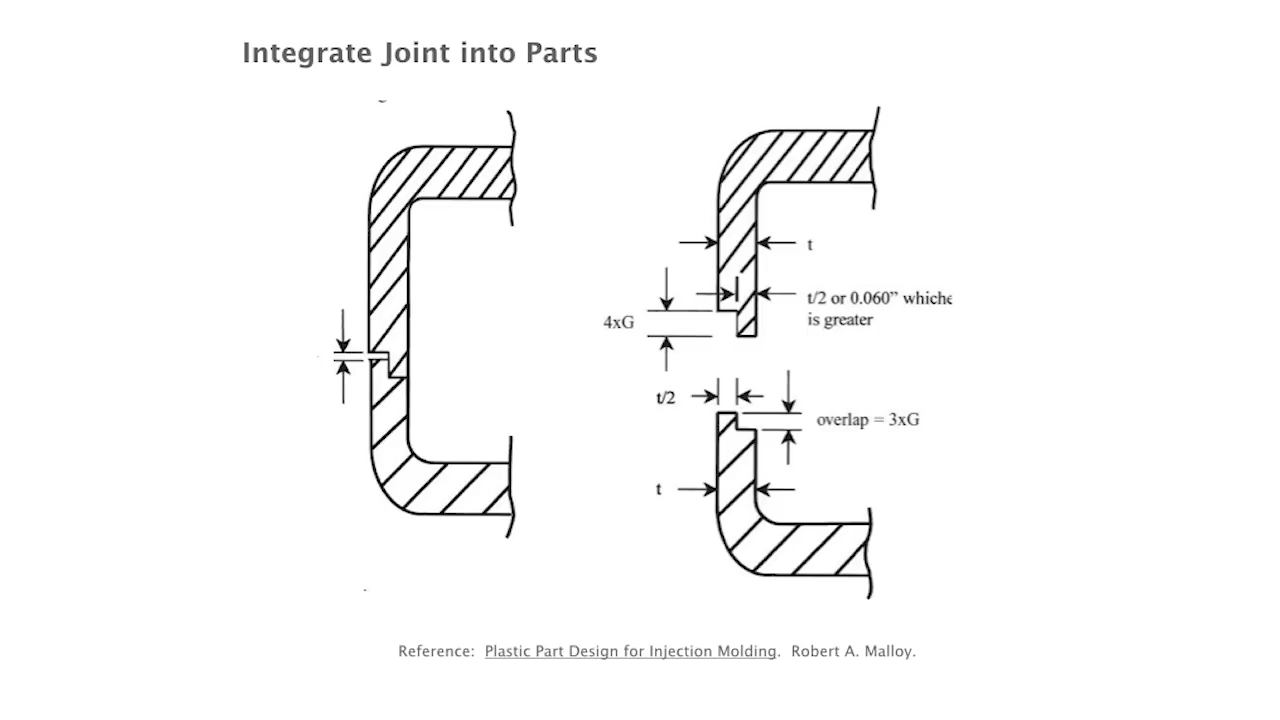 Integrate Joint into Parts
t
t/2 or 0.060” whiche
is greater
4xG
t/2
overlap = 3xG
t
Reference: Plastic Part Design for Injection Molding. Robert A. Malloy.